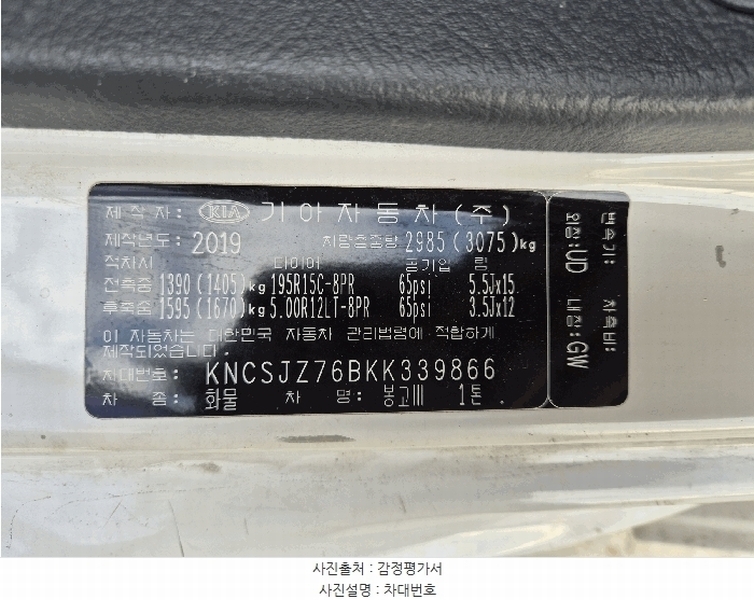 제 작 자 : KIA 기아자동차(주)
제작년도 : 2019 차량총중량 2985 (3075)kg
적차시 타이어 공기압 림
전축중 1390 (1405)kg 195R15C-8PR 65psi 5.5Jx15
후축중 1595 (1670)kg 5.00R12LT-8PR 65psi 3.5Jx12
이 자동차는 대한민국 자동차 관리법령에 적합하게
제작되었습니다.
차대번호 : KNCSJZ76BKK339866
차 종 : 화물 차 명 : 봉고III 1톤 .
변속기: 차축비:
외장:UD 내장:GW
사진출처 : 감정평가서
사진설명 : 차대번호